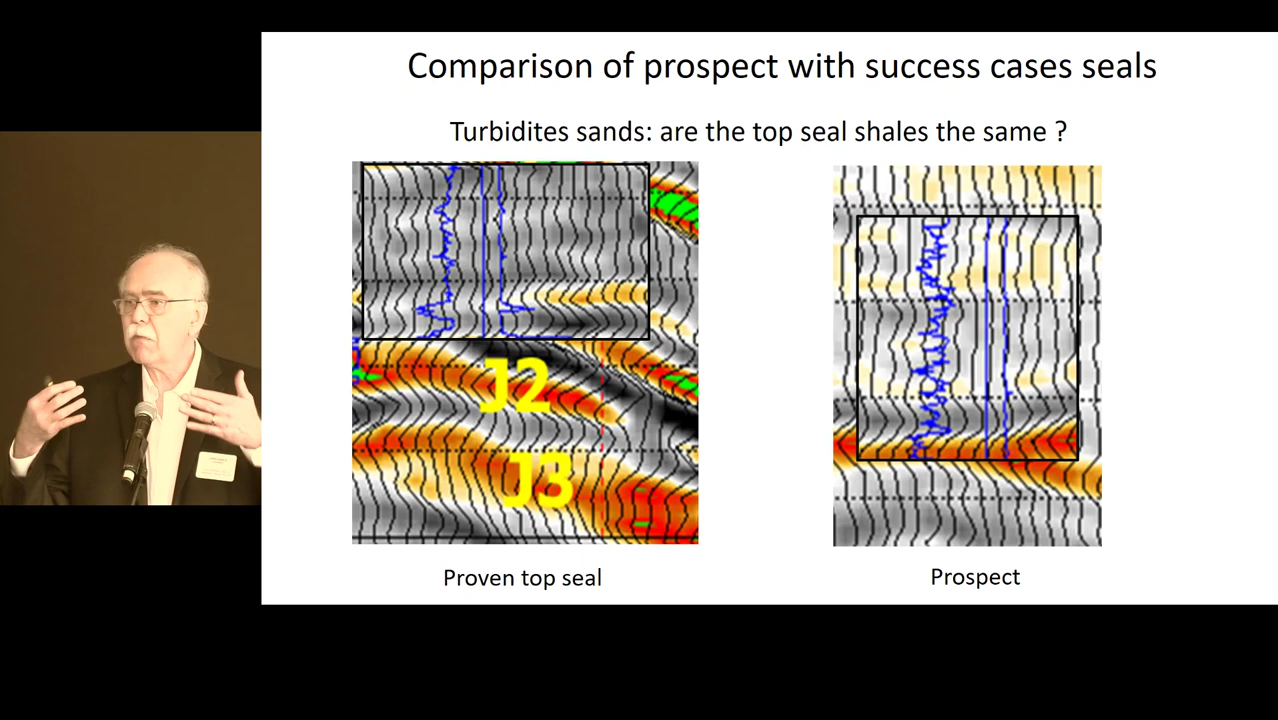 Comparison of prospect with success cases seals
Turbidites sands: are the top seal shales the same ?
J2
J3
Proven top seal
Prospect